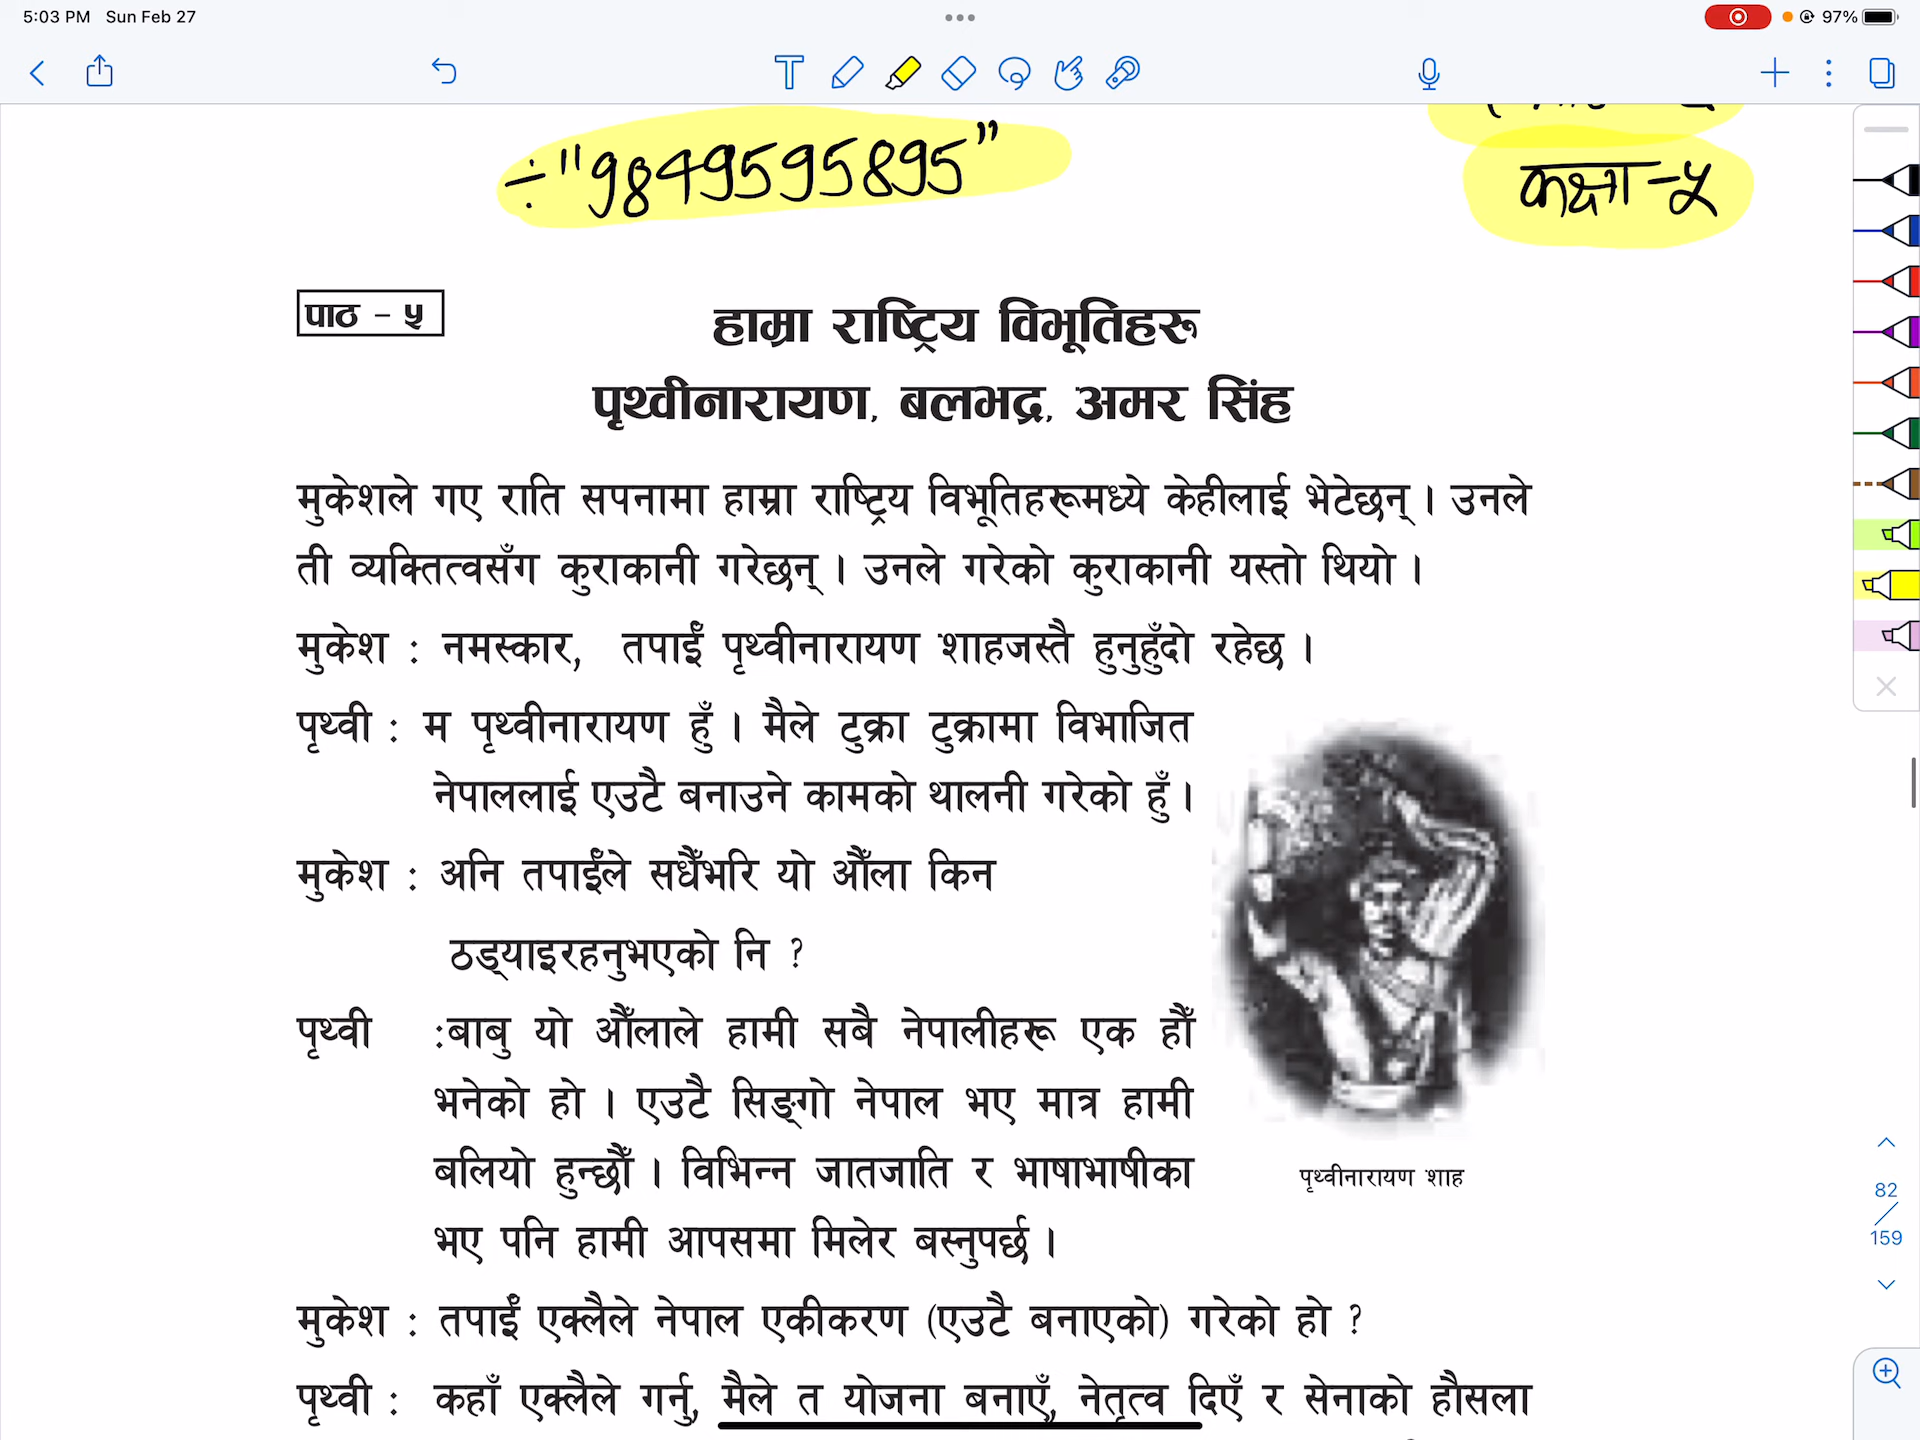 5:03 PM Sun Feb 27
97%
÷"9849595895"
कक्षा-५
पाठ - ५
हाम्रा राष्ट्रिय विभूतिहरु
पृथ्वीनारायण, बलभद्र, अमर सिंह
मुकेशले गए राति सपनामा हाम्रा राष्ट्रिय विभूतिहरूमध्ये केहीलाई भेटेछन् । उनले
ती व्यक्तित्वसँग कुराकानी गरेछन् । उनले गरेको कुराकानी यस्तो थियो ।
मुकेश : नमस्कार, तपाईँ पृथ्वीनारायण शाहजस्तै हुनुहुँदो रहेछ ।
पृथ्वी : म पृथ्वीनारायण हुँ । मैले टुक्रा टुक्रामा विभाजित
नेपाललाई एउटै बनाउने कामको थालनी गरेको हुँ ।
मुकेश : अनि तपाईँले सधैँभरि यो औँला किन
ठड्याइरहनुभएको नि ?
पृथ्वी :बाबु यो औँलाले हामी सबै नेपालीहरू एक हौँ
भनेको हो । एउटै सिङ्गो नेपाल भए मात्र हामी
बलियो हुन्छौँ । विभिन्न जातजाति र भाषाभाषीका
भए पनि हामी आपसमा मिलेर बस्नुपर्छ ।
पृथ्वीनारायण शाह
मुकेश : तपाईँ एक्लैले नेपाल एकीकरण (एउटै बनाएको) गरेको हो ?
पृथ्वी : कहाँ एक्लैले गर्नु, मैले त योजना बनाएँ, नेतृत्व दिएँ र सेनाको हौसला
82
159